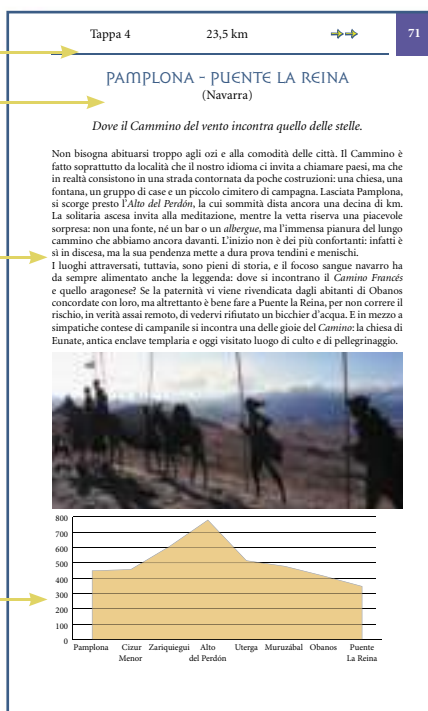 Tappa 4 23,5 km 71
PAMPLONA - PUENTE LA REINA
(Navarra)
Dove il Cammino del vento incontra quello delle stelle.
Non bisogna abituarsi troppo agli ozi e alla comodità delle città. Il Cammino è
fatto soprattutto da località che il nostro idioma ci invita a chiamare paesi, ma che
in realtà consistono in una strada contornata da poche costruzioni: una chiesa, una
fontana, un gruppo di case e un piccolo cimitero di campagna. Lasciata Pamplona,
si scorge presto l'Alto del Perdón, la cui sommità dista ancora una decina di km.
La solitaria ascesa invita alla meditazione, mentre la vetta riserva una piacevole
sorpresa: non una fonte, né un bar o un albergue, ma l'immensa pianura del lungo
cammino che abbiamo ancora davanti. L'inizio non è dei più confortanti: infatti è
sì in discesa, ma la sua pendenza mette a dura prova tendini e menischi.
I luoghi attraversati, tuttavia, sono pieni di storia, e il focoso sangue navarro ha
da sempre alimentato anche la leggenda: dove si incontrano il Camino Francés
e quello aragonese? Se la paternità vi viene rivendicata dagli abitanti di Obanos
concordate con loro, ma altrettanto è bene fare a Puente la Reina, per non correre il
rischio, in verità assai remoto, di vedervi rifiutato un bicchier d'acqua. E in mezzo a
simpatiche contese di campanile si incontra una delle gioie del Camino: la chiesa di
Eunate, antica enclave templaria e oggi visitato luogo di culto e di pellegrinaggio.
800
700
600
500
400
300
200
100
0
Pamplona Cizur Zariquiegui Alto Uterga Muruzábal Obanos Puente
Menor del Perdón La Reina